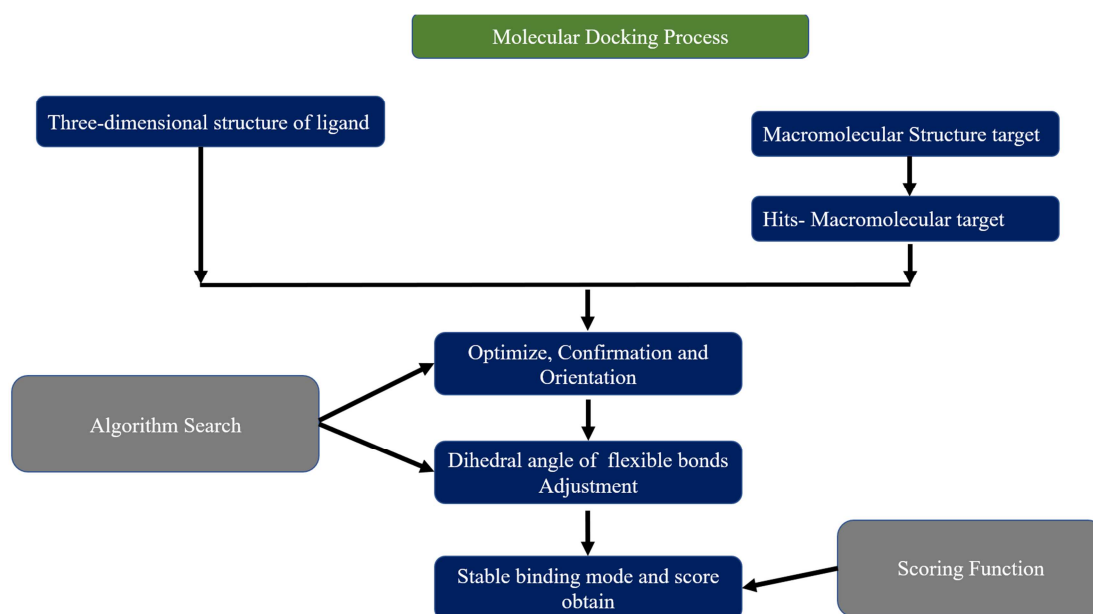 Molecular Docking Process
Three-dimensional structure of ligand
Macromolecular Structure target
Hits- Macromolecular target
Optimize, Confirmation and
Orientation
Algorithm Search
Dihedral angle of flexible bonds
Adjustment
Stable binding mode and score
obtain
Scoring Function